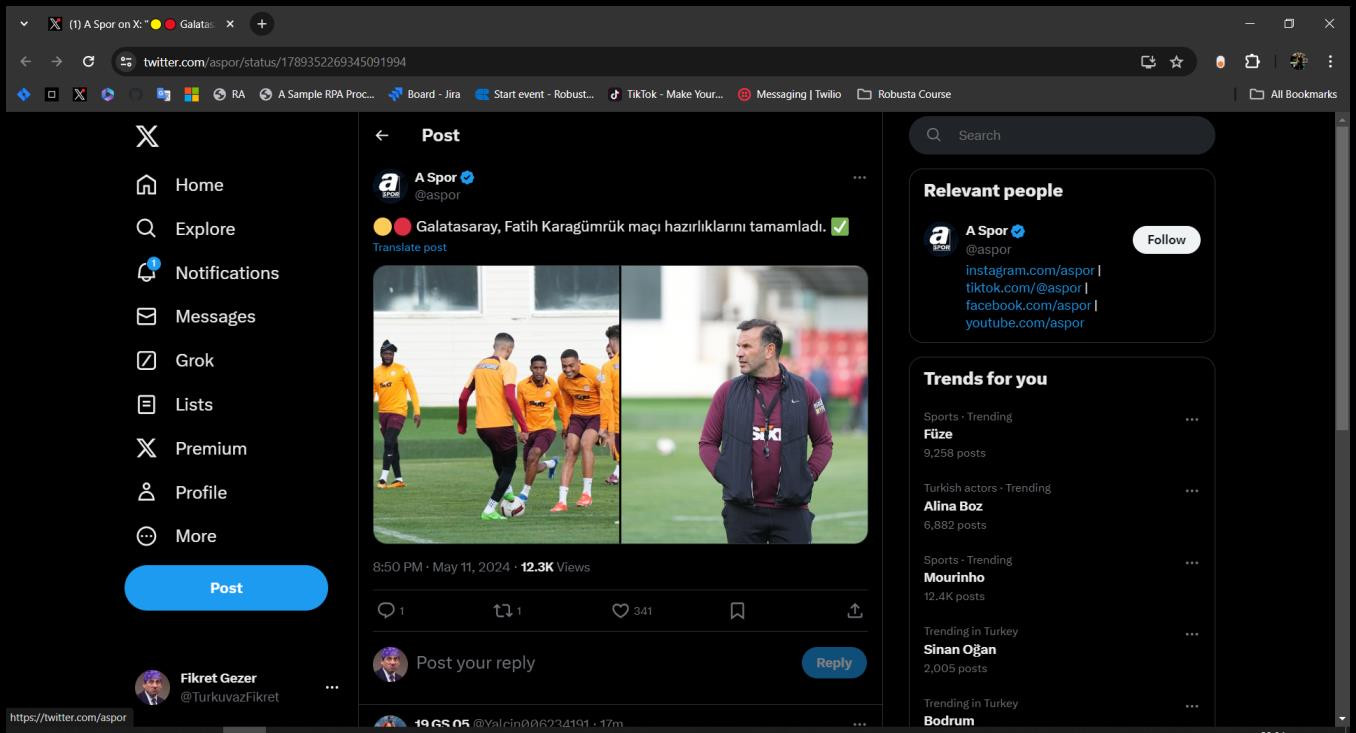 (1) A Spor on X: "🟡🔴 Galatas
twitter.com/aspor/status/1789352269345091994
RA
A Sample RPA Proc...
Board - Jira
Start event - Robust...
TikTok - Make Your...
Messaging | Twilio
Robusta Course
All Bookmarks
Home
Explore
1
Notifications
Messages
Grok
Lists
Premium
Profile
More
Post
Fikret Gezer
@TurkuvazFikret
https://twitter.com/aspor
Post
A Spor
@aspor
🟡🔴 Galatasaray, Fatih Karagümrük maçı hazırlıklarını tamamladı. ✅
Translate post
8:50 PM · May 11, 2024 · 12.3K Views
1
1
341
Post your reply
Reply
19 GS 05 @Yalcin006234191 · 17m
Search
Relevant people
A Spor
@aspor
Follow
instagram.com/aspor |
tiktok.com/@aspor |
facebook.com/aspor |
youtube.com/aspor
Trends for you
Sports · Trending
Füze
9,258 posts
Turkish actors · Trending
Alina Boz
6,882 posts
Sports · Trending
Mourinho
12.4K posts
Trending in Turkey
Sinan Oğan
2,005 posts
Trending in Turkey
Bodrum